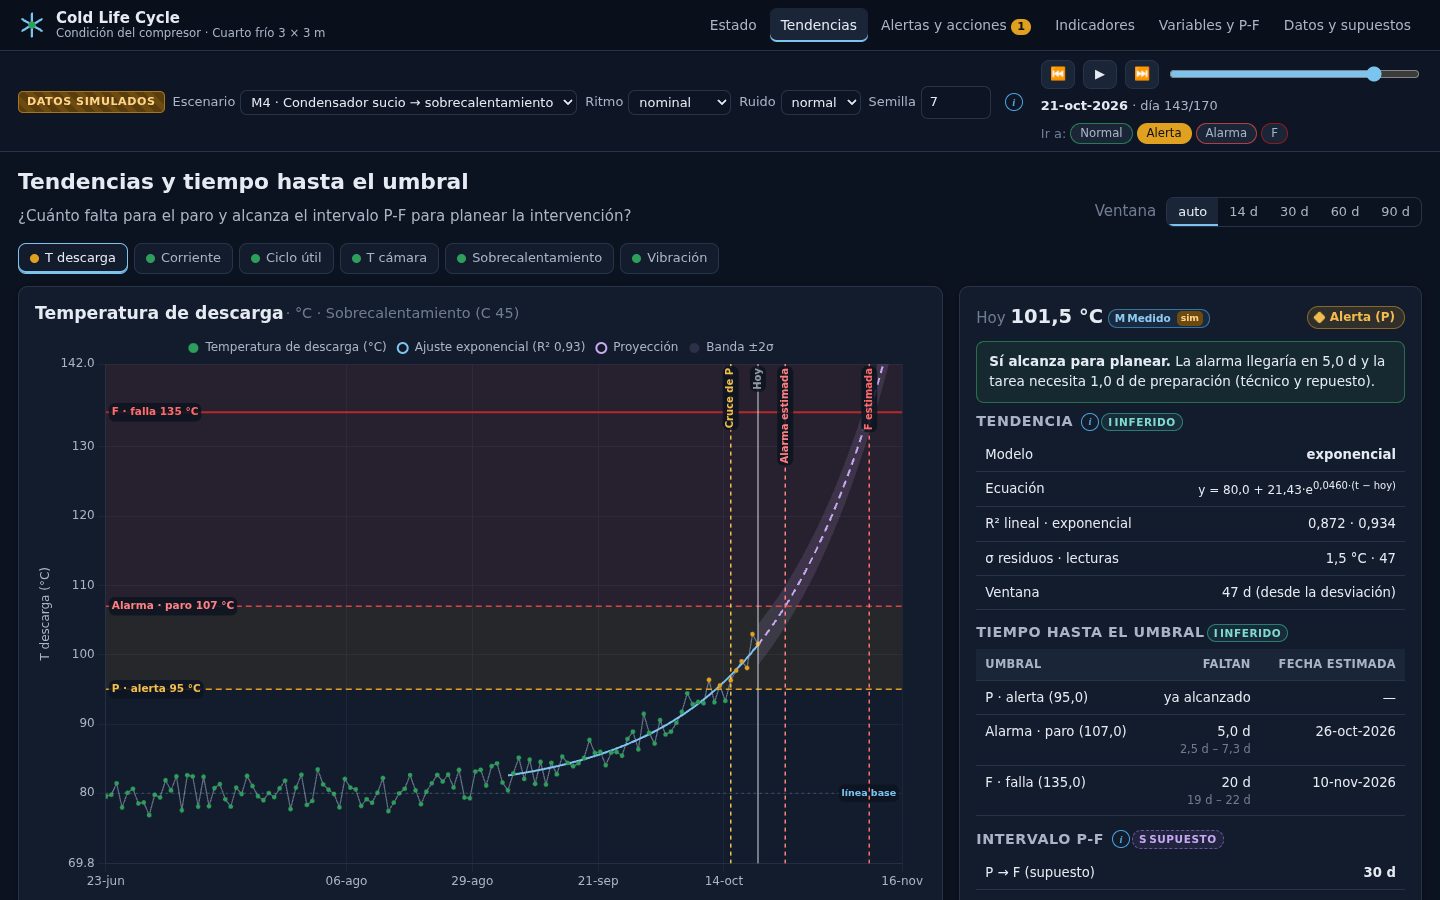 Cold Life Cycle
Condición del compresor · Cuarto frío 3 × 3 m
Estado
Tendencias
Alertas y acciones 1
Indicadores
Variables y P-F
Datos y supuestos
DATOS SIMULADOS
Escenario M4 · Condensador sucio → sobrecalentamiento
Ritmo nominal
Ruido normal
Semilla 7
i
21-oct-2026 · día 143/170
Ir a: Normal Alerta Alarma F
Tendencias y tiempo hasta el umbral
¿Cuánto falta para el paro y alcanza el intervalo P-F para planear la intervención?
Ventana auto 14 d 30 d 60 d 90 d
T descarga
Corriente
Ciclo útil
T cámara
Sobrecalentamiento
Vibración
Temperatura de descarga · °C · Sobrecalentamiento (C 45)
Temperatura de descarga (°C) Ajuste exponencial (R² 0,93) Proyección Banda ±2σ
T descarga (°C)
142.0
130
120
110
100
90
80
69.8
F · falla 135 °C
Alarma · paro 107 °C
P · alerta 95 °C
línea base
Cruce de P
Hoy
Alarma estimada
F estimada
23-jun
06-ago
29-ago
21-sep
14-oct
16-nov
Hoy 101,5 °C M Medido sim
Alerta (P)
Sí alcanza para planear. La alarma llegaría en 5,0 d y la
tarea necesita 1,0 d de preparación (técnico y repuesto).
TENDENCIA i I INFERIDO
Modelo exponencial
Ecuación y = 80,0 + 21,43·e^0,0460·(t − hoy)
R² lineal · exponencial 0,872 · 0,934
σ residuos · lecturas 1,5 °C · 47
Ventana 47 d (desde la desviación)
TIEMPO HASTA EL UMBRAL I INFERIDO
UMBRAL FALTAN FECHA ESTIMADA
P · alerta (95,0) ya alcanzado —
Alarma · paro (107,0) 5,0 d 26-oct-2026
2,5 d – 7,3 d
F · falla (135,0) 20 d 10-nov-2026
19 d – 22 d
INTERVALO P-F i S SUPUESTO
P → F (supuesto) 30 d